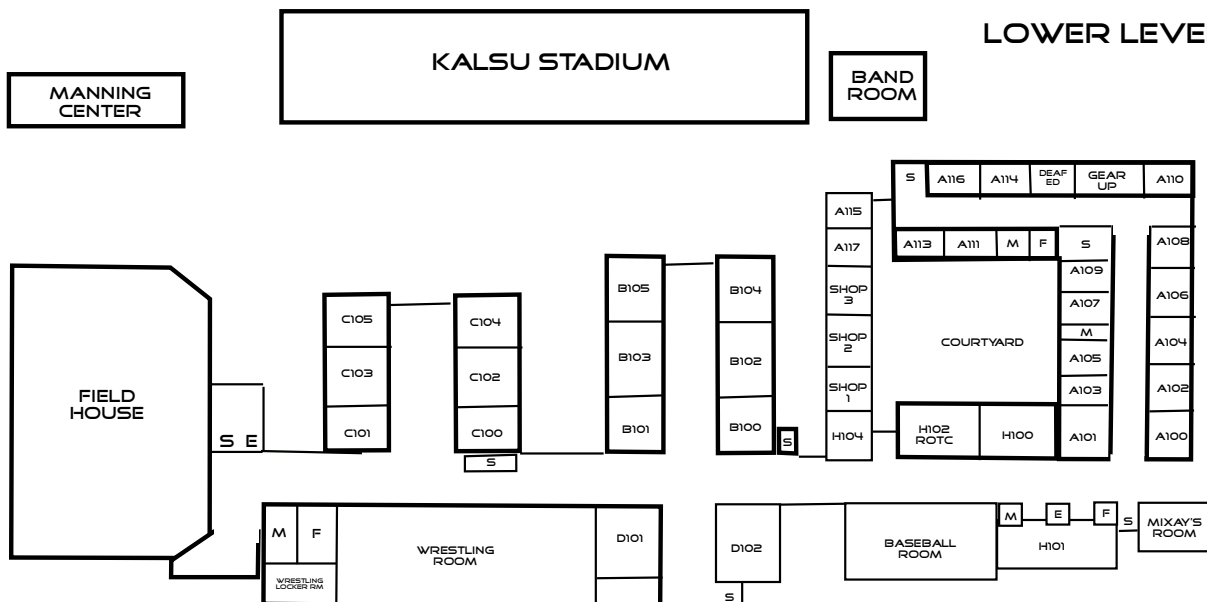 LOWER LEVE
KALSU STADIUM
BAND
ROOM
MANNING
CENTER
S
A116
A114
DEAF
ED
GEAR
UP
A110
A115
A117
SHOP
3
SHOP
2
SHOP
1
H104
A113
A111
M
F
S
A109
A107
M
A105
A103
A101
A108
A106
A104
A102
A100
COURTYARD
H102
ROTC
H100
B105
B103
B101
B104
B102
B100
S
C105
C103
C101
C104
C102
C100
S
FIELD
HOUSE
S E
M
F
WRESTLING
LOCKER RM
WRESTLING
ROOM
D101
D102
S
BASEBALL
ROOM
M
E
F
H101
S
MIXAY'S
ROOM